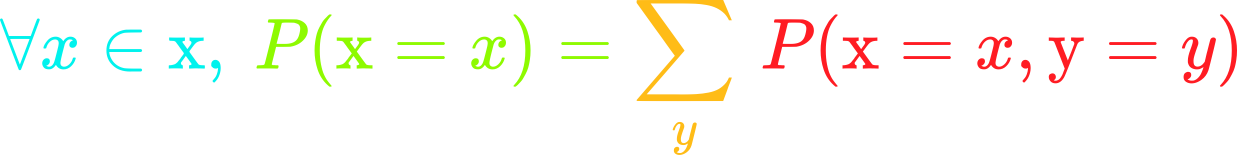 ∀x ∈ x, P(x = x) = ∑ P(x = x, y = y)
y